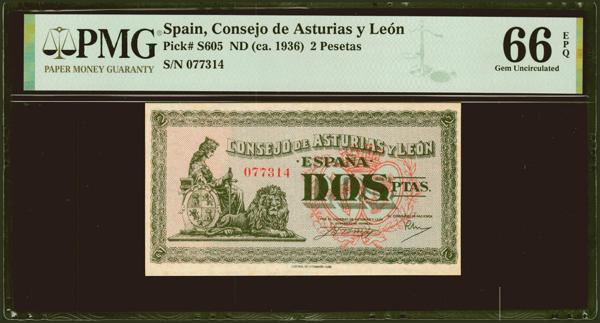 PMG
PAPER MONEY GUARANTY
Spain, Consejo de Asturias y León
Pick# S605 ND (ca. 1936) 2 Pesetas
S/N 077314
66 EPQ
Gem Uncirculated
CONSEJO DE ASTURIAS Y LEÓN
ESPAÑA
077314
DOS PTAS.